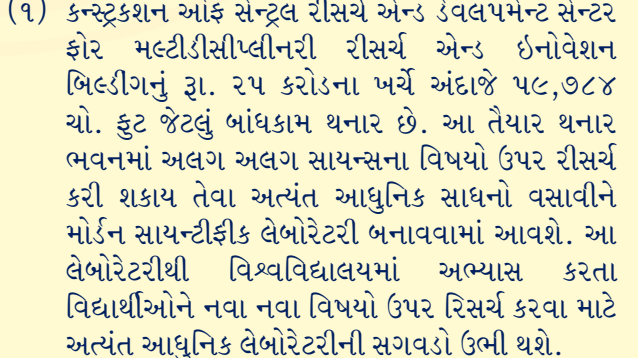 (૧) કન્સ્ટ્રકશન ઓફ સેન્ટ્રલ રીસર્ચ એન્ડ ડેવલપમેન્ટ સેન્ટર
ફોર મલ્ટીડીસીપ્લીનરી રીસર્ચ એન્ડ ઇનોવેશન
બિલ્ડીંગનું રૂા. ૨૫ કરોડના ખર્ચે અંદાજે ૫૯,૭૮૪
ચો. ફુટ જેટલું બાંધકામ થનાર છે. આ તૈયાર થનાર
ભવનમાં અલગ અલગ સાયન્સના વિષયો ઉપર રીસર્ચ
કરી શકાય તેવા અત્યંત આધુનિક સાધનો વસાવીને
મોર્ડન સાયન્ટીફીક લેબોરેટરી બનાવવામાં આવશે. આ
લેબોરેટરીથી વિશ્વવિદ્યાલયમાં અભ્યાસ કરતા
વિદ્યાર્થીઓને નવા નવા વિષયો ઉપર રિસર્ચ કરવા માટે
અત્યંત આધુનિક લેબોરેટરીની સગવડો ઉભી થશે.